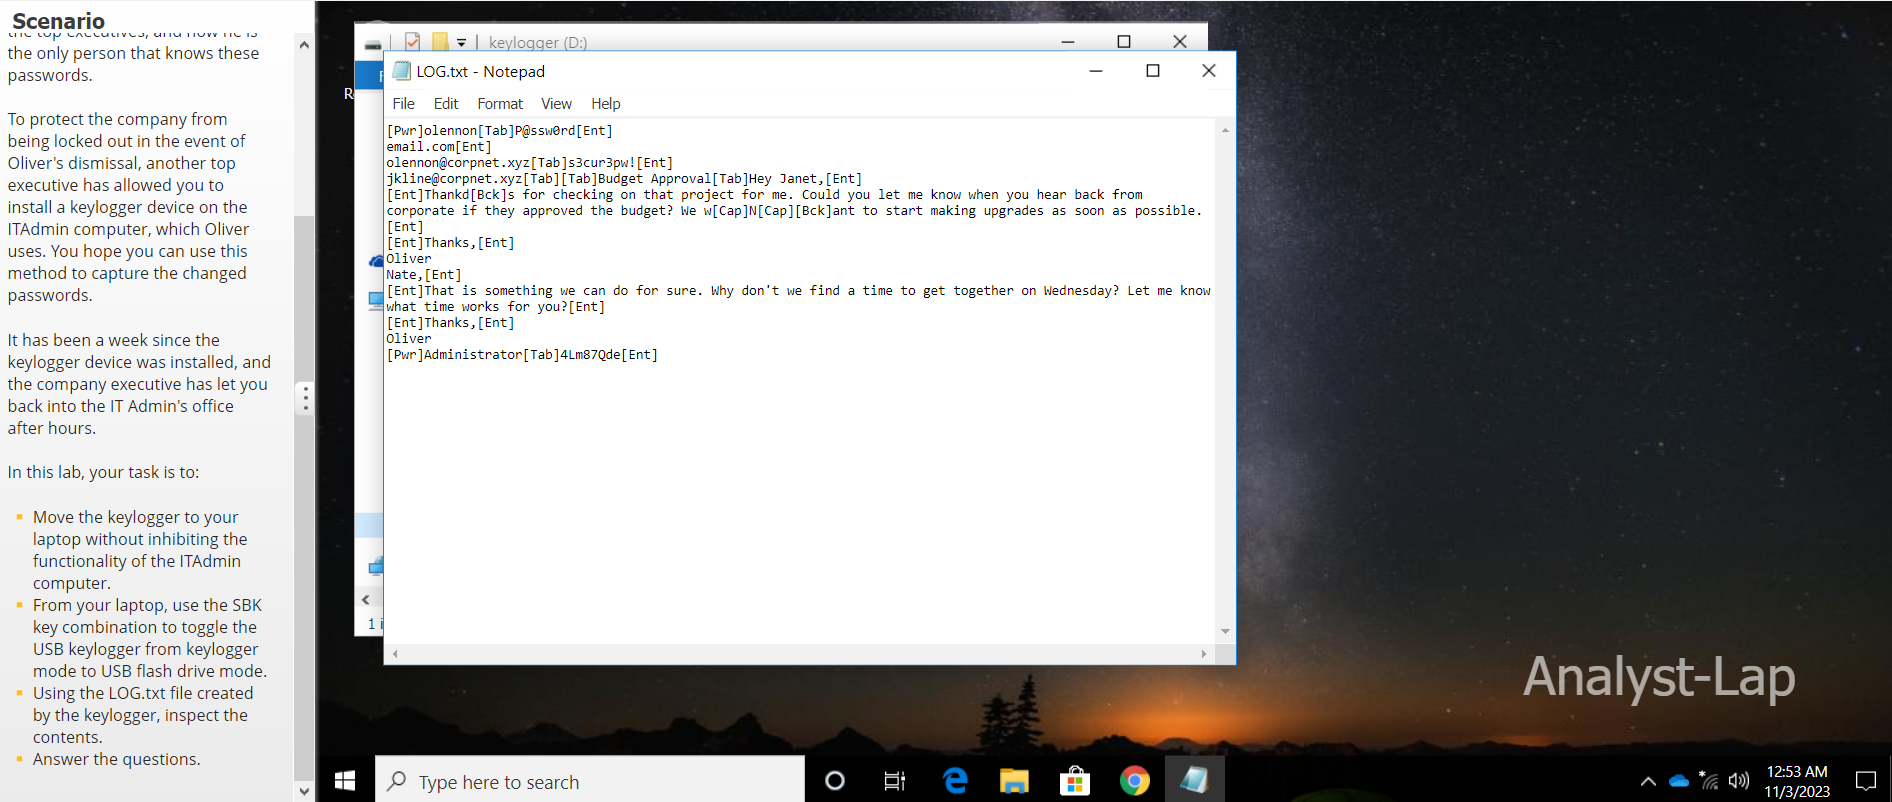 Scenario
the top executives, and now he is
the only person that knows these
passwords.
To protect the company from
being locked out in the event of
Oliver's dismissal, another top
executive has allowed you to
install a keylogger device on the
ITAdmin computer, which Oliver
uses. You hope you can use this
method to capture the changed
passwords.
It has been a week since the
keylogger device was installed, and
the company executive has let you
back into the IT Admin's office
after hours.
In this lab, your task is to:
Move the keylogger to your
laptop without inhibiting the
functionality of the ITAdmin
computer.
From your laptop, use the SBK
key combination to toggle the
USB keylogger from keylogger
mode to USB flash drive mode.
Using the LOG.txt file created
by the keylogger, inspect the
contents.
Answer the questions.
keylogger (D:)
F
R
LOG.txt - Notepad
File Edit Format View Help
[Pwr]olennon[Tab]P@ssw0rd[Ent]
email.com[Ent]
olennon@corpnet.xyz[Tab]s3cur3pw![Ent]
jkline@corpnet.xyz[Tab][Tab]Budget Approval[Tab]Hey Janet,[Ent]
[Ent]Thankd[Bck]s for checking on that project for me. Could you let me know when you hear back from
corporate if they approved the budget? We w[Cap]N[Cap][Bck]ant to start making upgrades as soon as possible.
[Ent]
[Ent]Thanks,[Ent]
Oliver
Nate,[Ent]
[Ent]That is something we can do for sure. Why don't we find a time to get together on Wednesday? Let me know
what time works for you?[Ent]
[Ent]Thanks,[Ent]
Oliver
[Pwr]Administrator[Tab]4Lm87Qde[Ent]
1 i
Analyst-Lap
Type here to search
12:53 AM
11/3/2023